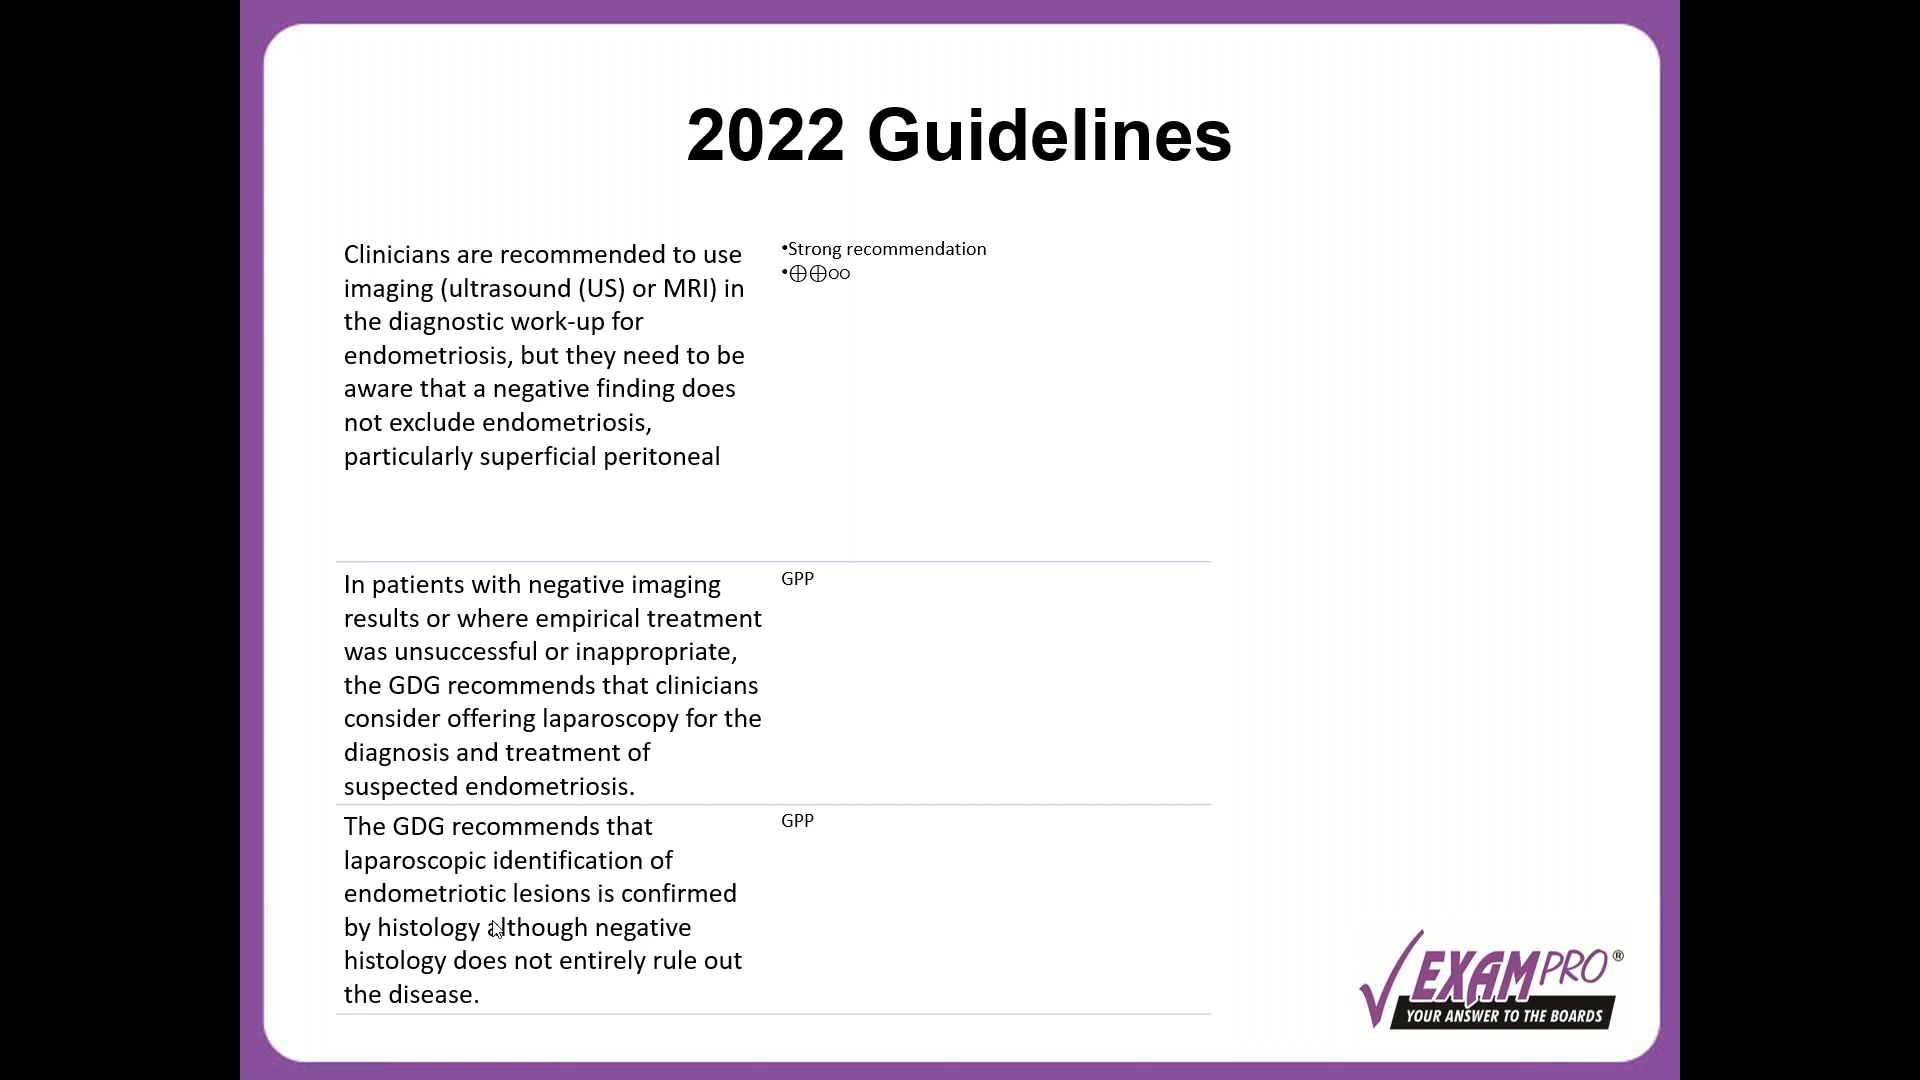 2022 Guidelines
Clinicians are recommended to use
imaging (ultrasound (US) or MRI) in
the diagnostic work-up for
endometriosis, but they need to be
aware that a negative finding does
not exclude endometriosis,
particularly superficial peritoneal
•Strong recommendation
•⊕⊕○○
In patients with negative imaging
results or where empirical treatment
was unsuccessful or inappropriate,
the GDG recommends that clinicians
consider offering laparoscopy for the
diagnosis and treatment of
suspected endometriosis.
GPP
The GDG recommends that
laparoscopic identification of
endometriotic lesions is confirmed
by histology although negative
histology does not entirely rule out
the disease.
GPP
EXAMPRO®
YOUR ANSWER TO THE BOARDS